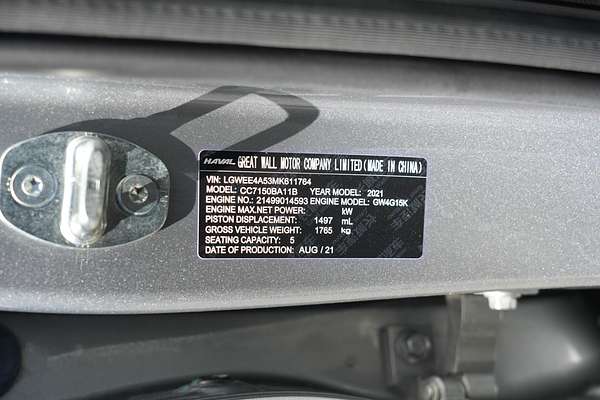 HAVAL GREAT WALL MOTOR COMPANY LIMITED(MADE IN CHINA)
VIN: LGWEE4A53MK611764
MODEL: CC7150BA11B YEAR MODEL: 2021
ENGINE NO.: 21499014593 ENGINE MODEL: GW4G15K
ENGINE MAX.NET POWER: kW
PISTON DISPLACEMENT: 1497 mL
GROSS VEHICLE WEIGHT: 1765 kg
SEATING CAPACITY: 5
DATE OF PRODUCTION: AUG / 21